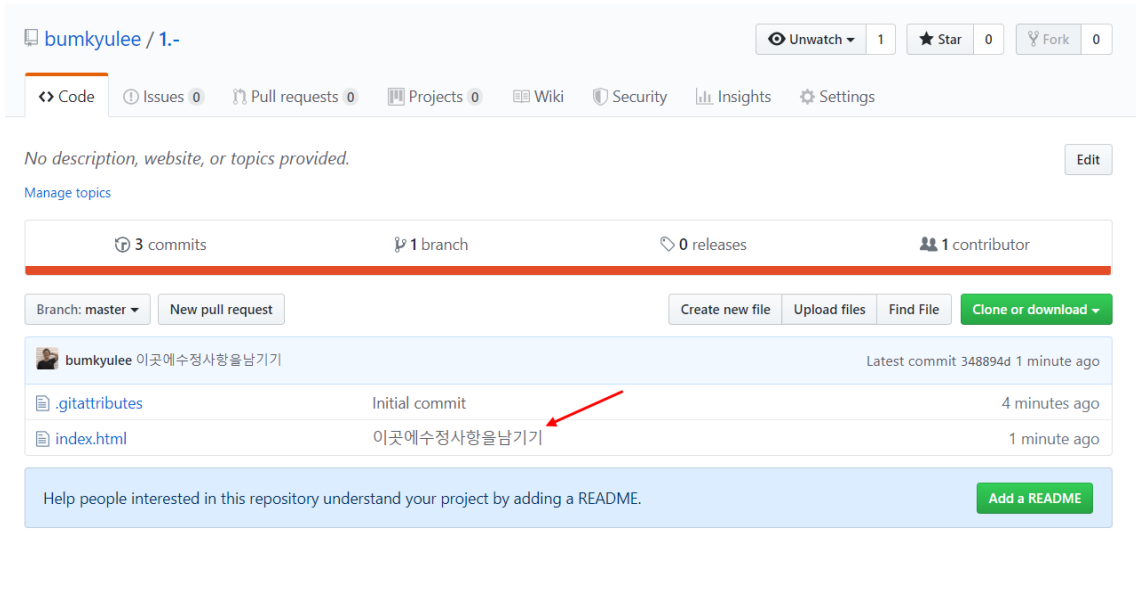 bumkyulee / 1.-
Unwatch 1 Star 0 Fork 0
Code Issues 0 Pull requests 0 Projects 0 Wiki Security Insights Settings
No description, website, or topics provided. Edit
Manage topics
3 commits 1 branch 0 releases 1 contributor
Branch: master New pull request Create new file Upload files Find File Clone or download
bumkyulee 이곳에수정사항을남기기 Latest commit 348894d 1 minute ago
.gitattributes Initial commit 4 minutes ago
index.html 이곳에수정사항을남기기 1 minute ago
Help people interested in this repository understand your project by adding a README. Add a README